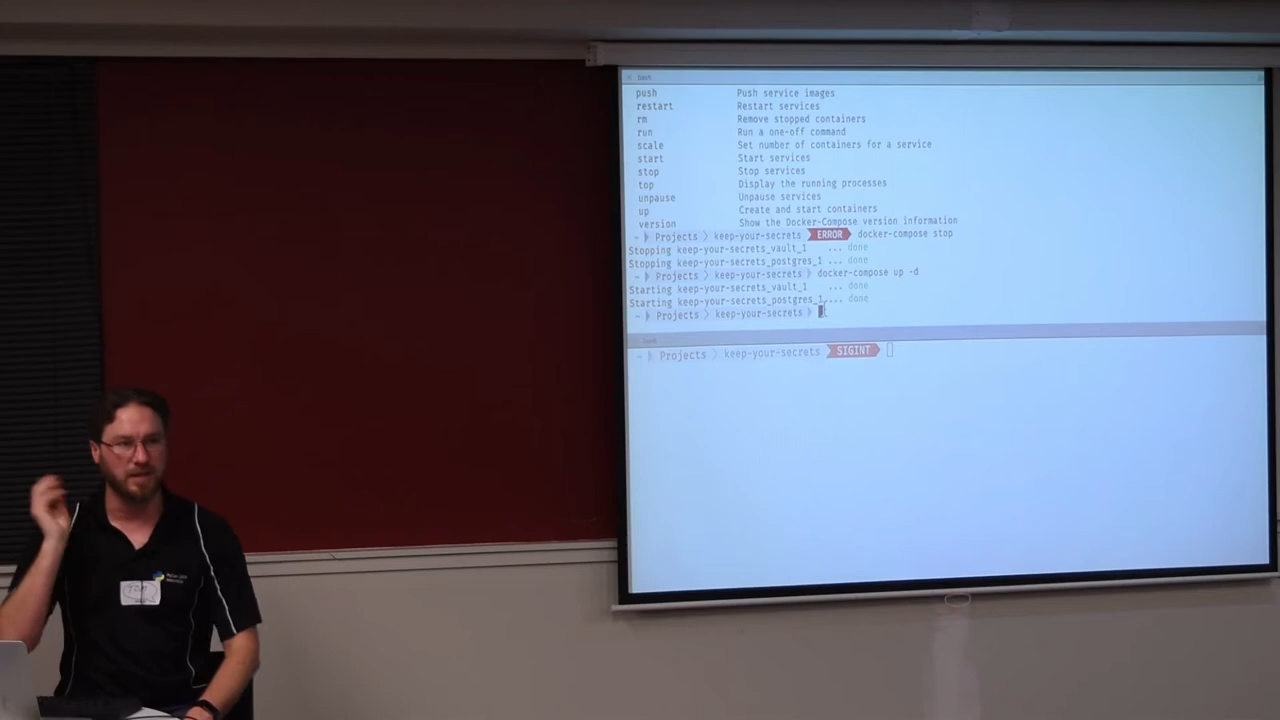 bash
push Push service images
restart Restart services
rm Remove stopped containers
run Run a one-off command
scale Set number of containers for a service
start Start services
stop Stop services
top Display the running processes
unpause Unpause services
up Create and start containers
version Show the Docker-Compose version information
~ Projects keep-your-secrets ERROR docker-compose stop
Stopping keep-your-secrets_vault_1 ... done
Stopping keep-your-secrets_postgres_1 ... done
~ Projects keep-your-secrets docker-compose up -d
Starting keep-your-secrets_vault_1 ... done
Starting keep-your-secrets_postgres_1 ... done
~ Projects keep-your-secrets
bash
~ Projects keep-your-secrets SIGINT
TOM